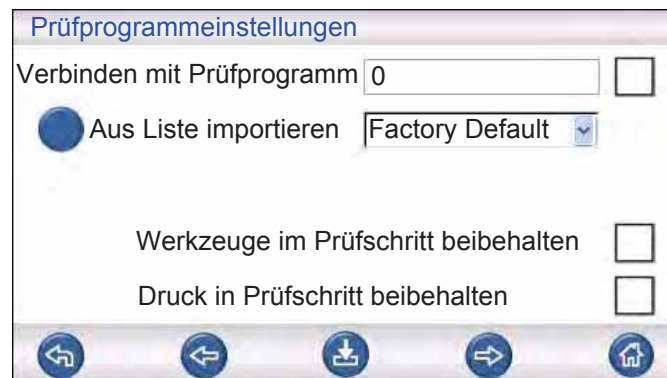 Prüfprogrammeinstellungen
Verbinden mit Prüfprogramm 0
Aus Liste importieren Factory Default
Werkzeuge im Prüfschritt beibehalten
Druck in Prüfschritt beibehalten